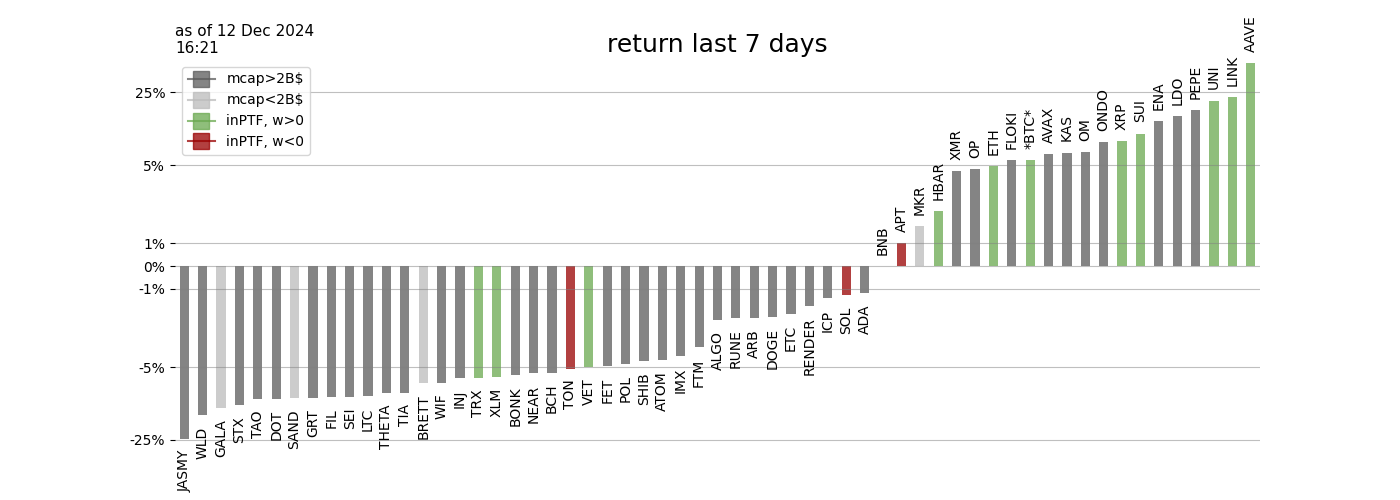 as of 12 Dec 2024
16:21
return last 7 days
mcap>2B$
mcap<2B$
inPTF, w>0
inPTF, w<0
25%
5%
1%
0%
-1%
-5%
-25%
JASMY
WLD
GALA
STX
TAO
DOT
SAND
GRT
FIL
SEI
LTC
THETA
TIA
BRETT
WIF
INJ
TRX
XLM
BONK
NEAR
BCH
TON
VET
FET
POL
SHIB
ATOM
IMX
FTM
ALGO
RUNE
ARB
DOGE
ETC
RENDER
ICP
SOL
ADA
BNB
APT
MKR
HBAR
XMR
OP
ETH
FLOKI
*BTC*
AVAX
KAS
OM
ONDO
XRP
SUI
ENA
LDO
PEPE
UNI
LINK
AAVE